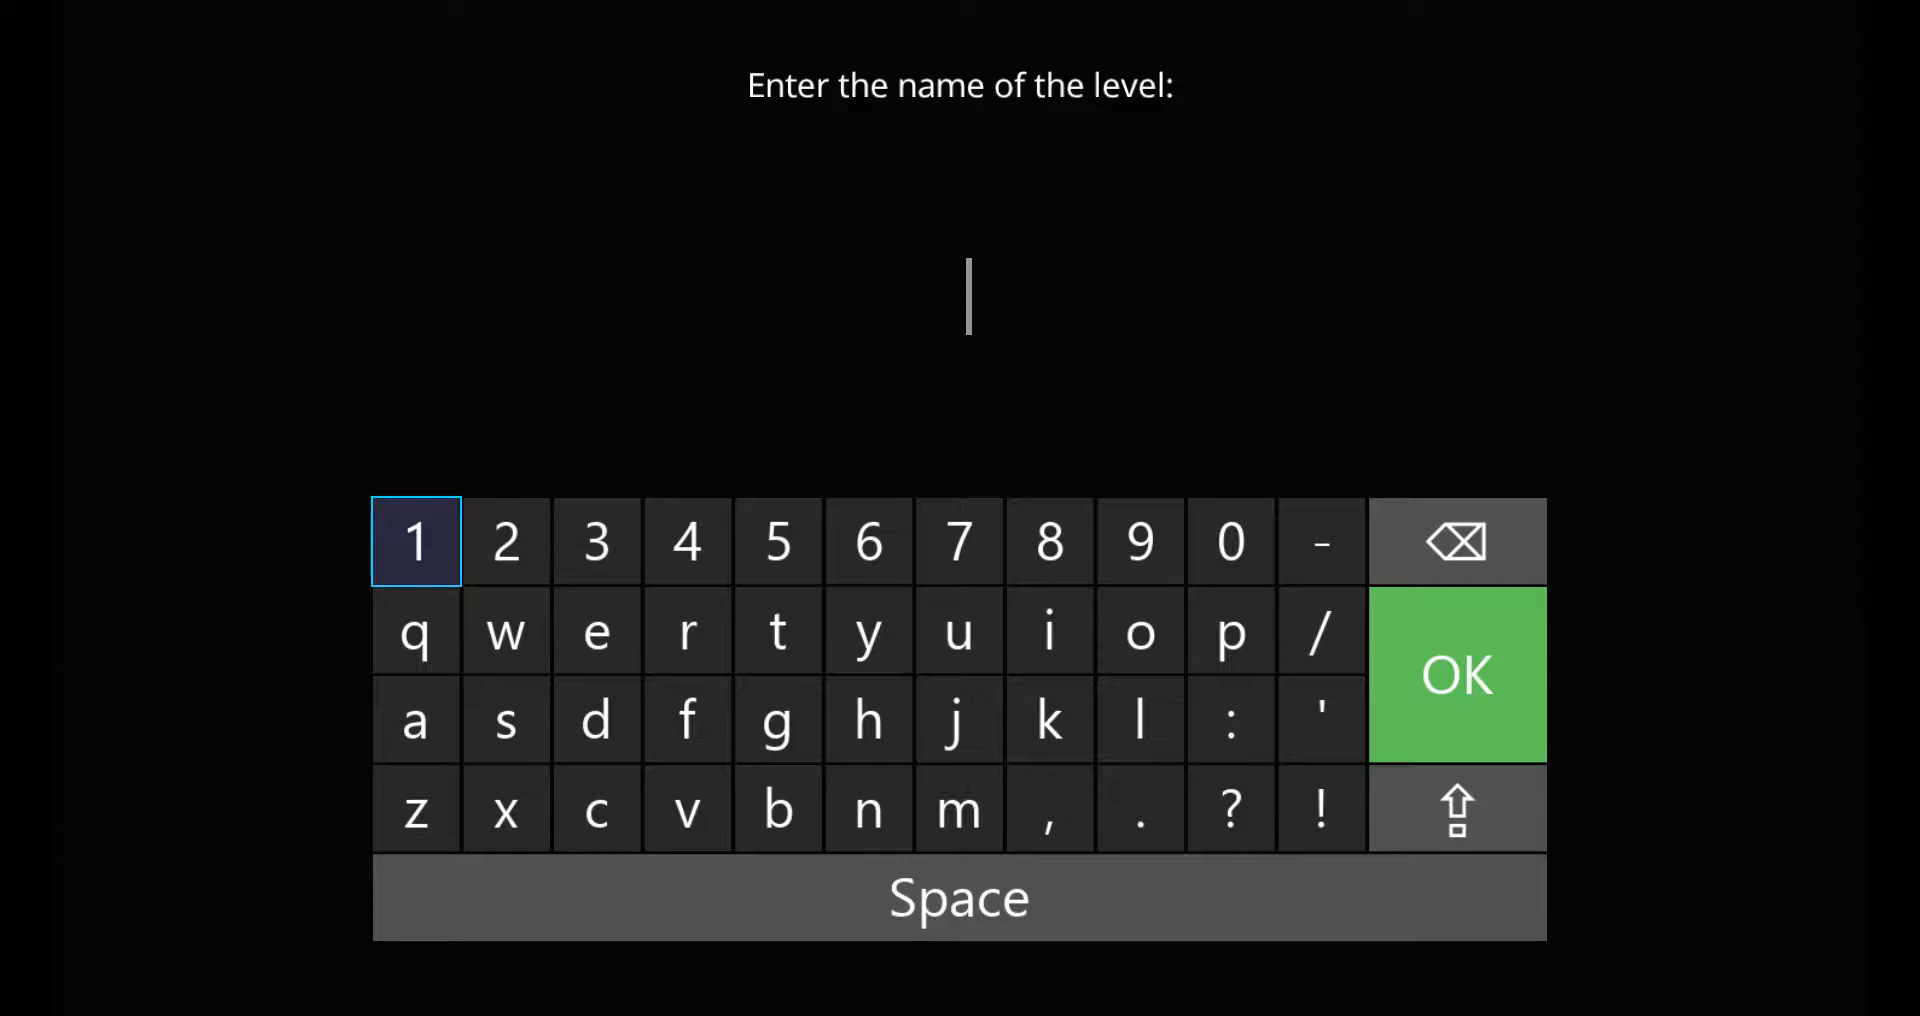 Enter the name of the level:
1 2 3 4 5 6 7 8 9 0 -
q w e r t y u i o p /
OK
a s d f g h j k l : '
z x c v b n m , . ? !
Space